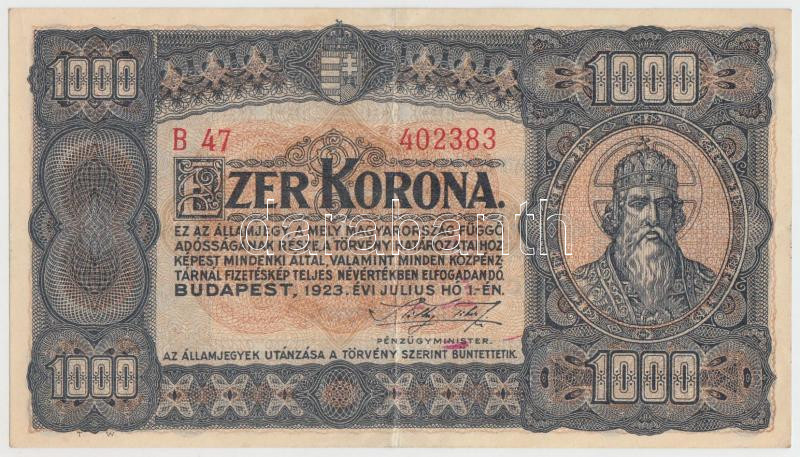 1000 1000
B 47 402383
EZER KORONA.
EZ AZ ÁLLAMJEGY, A MELY MAGYARORSZÁG FÜGGŐ
ADÓSSÁGÁNAK RÉSZE, A TÖRVÉNY HATÁROZATAIHOZ
KÉPEST MINDENKI ÁLTAL, VALAMINT MINDEN KÖZPÉNZ-
TÁRNÁL FIZETÉSKÉP TELJES NÉVÉRTÉKBEN ELFOGADANDÓ.
BUDAPEST, 1923. ÉVI JULIUS HÓ 1-ÉN.
PÉNZÜGYMINISTER.
AZ ÁLLAMJEGYEK UTÁNZÁSA A TÖRVÉNY SZERINT BÜNTETTETIK.
1000 1000
T W
darabanth